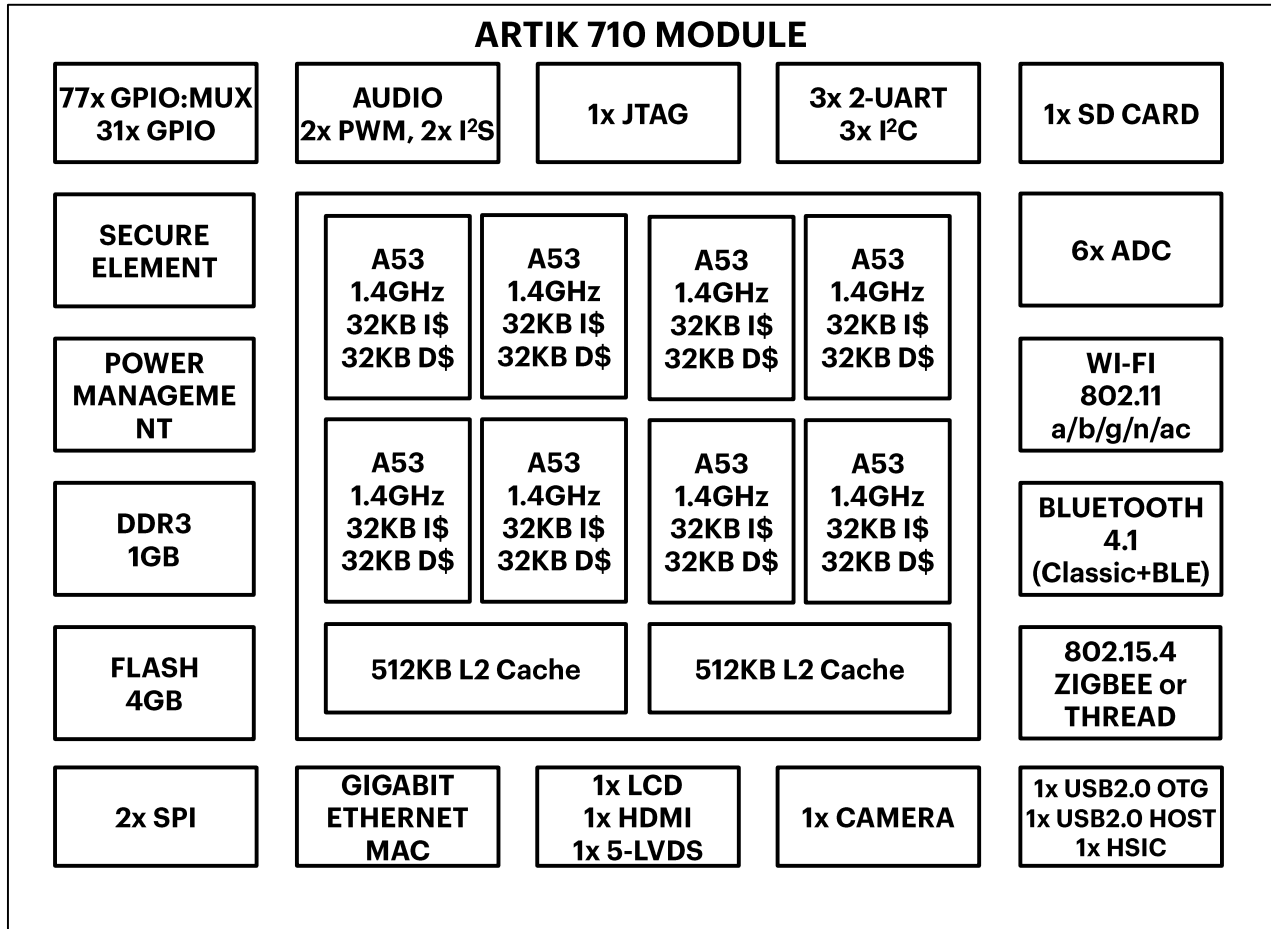 ARTIK 710 MODULE
77x GPIO:MUX
31x GPIO
AUDIO
2x PWM, 2x I²S
1x JTAG
3x 2-UART
3x I²C
1x SD CARD
SECURE
ELEMENT
POWER
MANAGEME
NT
DDR3
1GB
FLASH
4GB
A53
1.4GHz
32KB I$
32KB D$
A53
1.4GHz
32KB I$
32KB D$
A53
1.4GHz
32KB I$
32KB D$
A53
1.4GHz
32KB I$
32KB D$
A53
1.4GHz
32KB I$
32KB D$
A53
1.4GHz
32KB I$
32KB D$
A53
1.4GHz
32KB I$
32KB D$
A53
1.4GHz
32KB I$
32KB D$
512KB L2 Cache
512KB L2 Cache
6x ADC
WI-FI
802.11
a/b/g/n/ac
BLUETOOTH
4.1
(Classic+BLE)
802.15.4
ZIGBEE or
THREAD
2x SPI
GIGABIT
ETHERNET
MAC
1x LCD
1x HDMI
1x 5-LVDS
1x CAMERA
1x USB2.0 OTG
1x USB2.0 HOST
1x HSIC